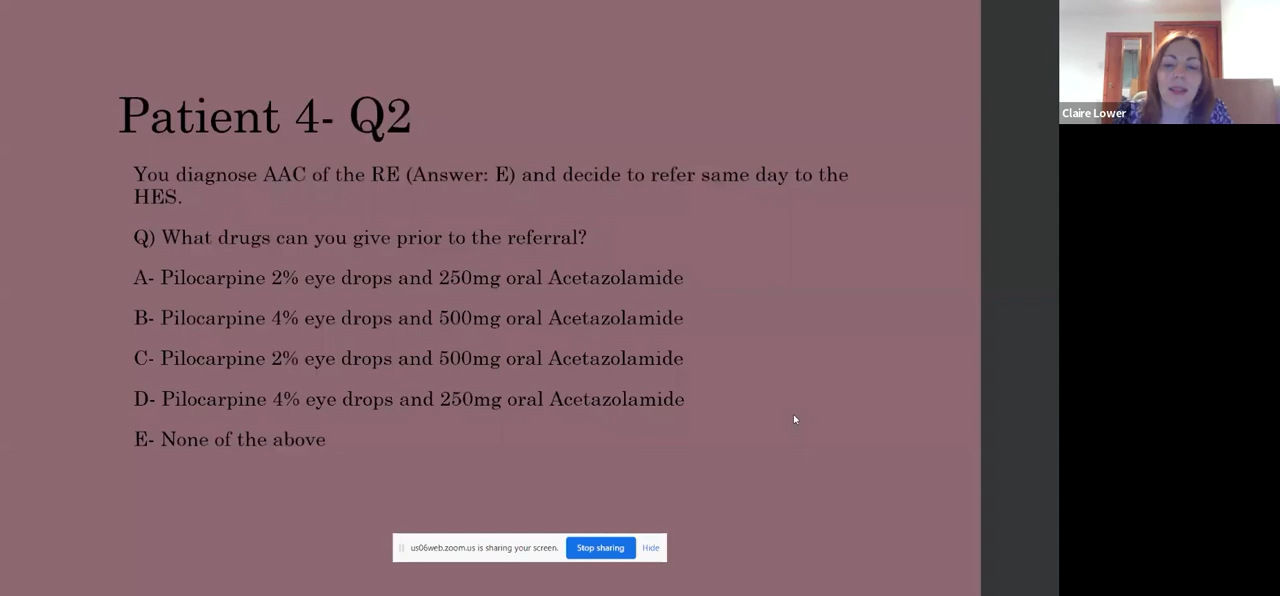 Patient 4- Q2
You diagnose AAC of the RE (Answer: E) and decide to refer same day to the
HES.
Q) What drugs can you give prior to the referral?
A- Pilocarpine 2% eye drops and 250mg oral Acetazolamide
B- Pilocarpine 4% eye drops and 500mg oral Acetazolamide
C- Pilocarpine 2% eye drops and 500mg oral Acetazolamide
D- Pilocarpine 4% eye drops and 250mg oral Acetazolamide
E- None of the above
us06web.zoom.us is sharing your screen. Stop sharing Hide
Claire Lower